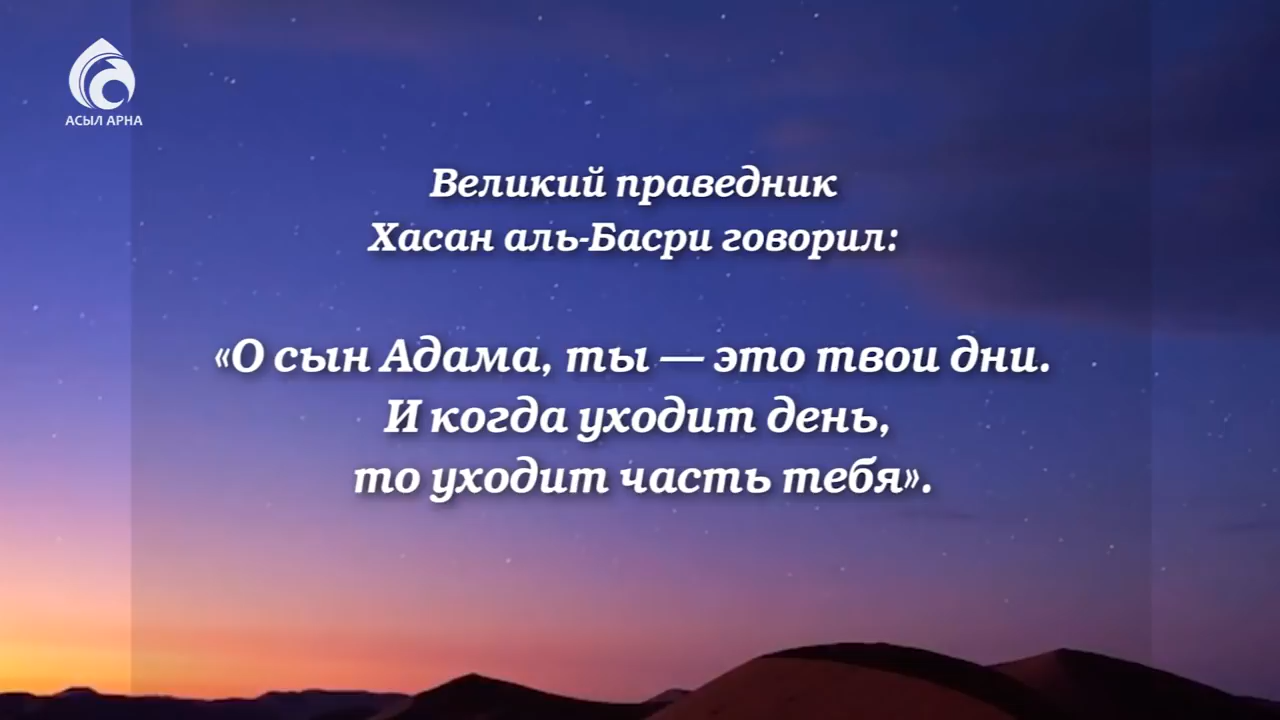 АСЫЛ АРНА
Великий праведник
Хасан аль-Басри говорил:
«О сын Адама, ты — это твои дни.
И когда уходит день,
то уходит часть тебя».